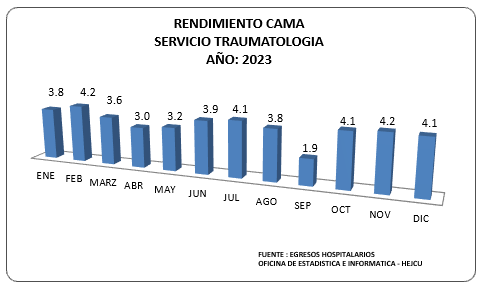 RENDIMIENTO CAMA
SERVICIO TRAUMATOLOGIA
AÑO: 2023
3.8 4.2 3.6 3.0 3.2 3.9 4.1 3.8 1.9 4.1 4.2 4.1
ENE FEB MARZ ABR MAY JUN JUL AGO SEP OCT NOV DIC
FUENTE : EGRESOS HOSPITALARIOS
OFICINA DE ESTADISTICA E INFORMATICA - HEJCU